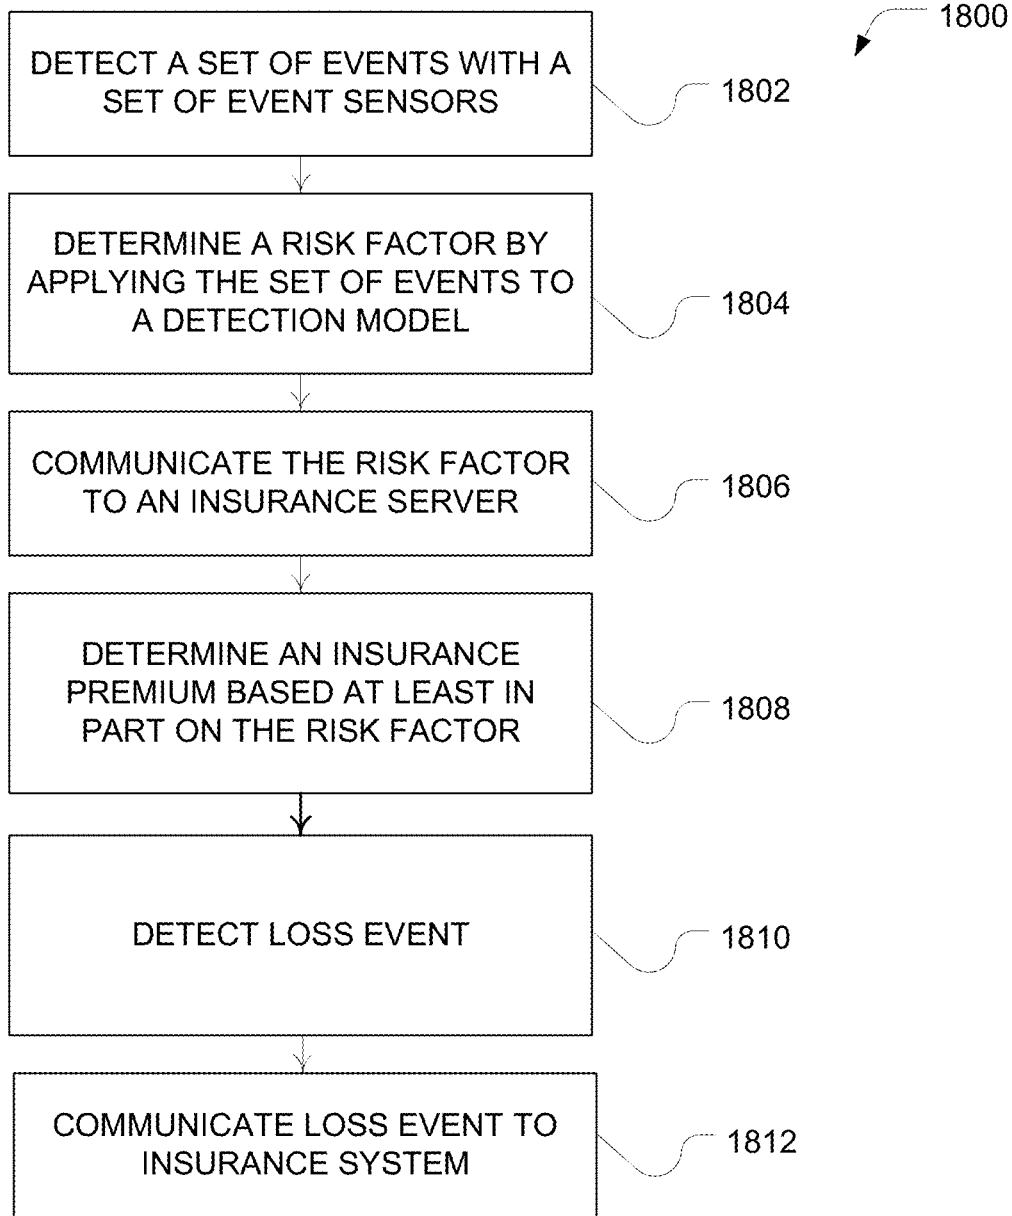 1800
DETECT A SET OF EVENTS WITH A
SET OF EVENT SENSORS
1802
DETERMINE A RISK FACTOR BY
APPLYING THE SET OF EVENTS TO
A DETECTION MODEL
1804
COMMUNICATE THE RISK FACTOR
TO AN INSURANCE SERVER
1806
DETERMINE AN INSURANCE
PREMIUM BASED AT LEAST IN
PART ON THE RISK FACTOR
1808
DETECT LOSS EVENT
1810
COMMUNICATE LOSS EVENT TO
INSURANCE SYSTEM
1812